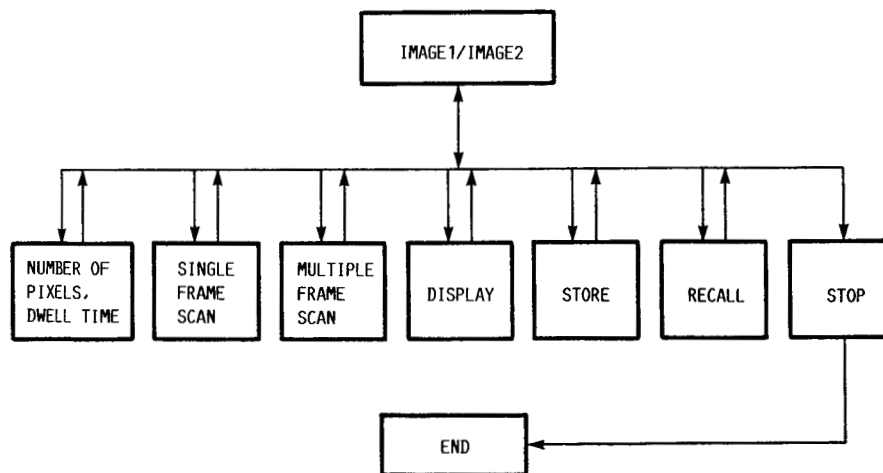 IMAGE1/IMAGE2
NUMBER OF
PIXELS,
DWELL TIME
SINGLE
FRAME
SCAN
MULTIPLE
FRAME
SCAN
DISPLAY
STORE
RECALL
STOP
END